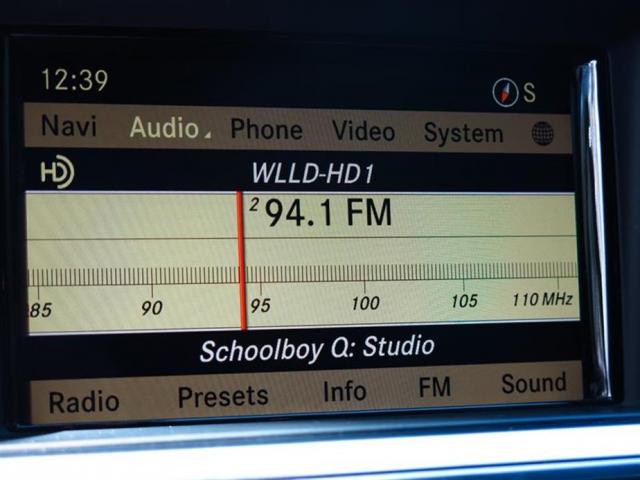 12:39 S
Navi Audio Phone Video System
HD WLLD-HD1
2 94.1 FM
85 90 95 100 105 110 MHz
Schoolboy Q: Studio
Radio Presets Info FM Sound